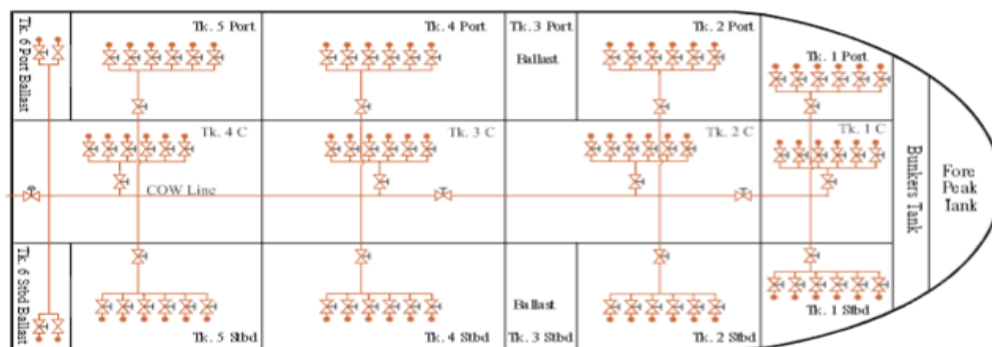 Tk. 6 Port Ballast
Tk. 5 Port
Tk. 4 Port
Tk. 3 Port
Ballast
Tk. 2 Port
Tk. 1 Port
Tk. 4 C
Tk. 3 C
Tk. 2 C
Tk. 1 C
COW Line
Bunkers Tank
Fore
Peak
Tank
Tk. 6 Stbd Ballast
Tk. 5 Stbd
Tk. 4 Stbd
Ballast
Tk. 3 Stbd
Tk. 2 Stbd
Tk. 1 Stbd